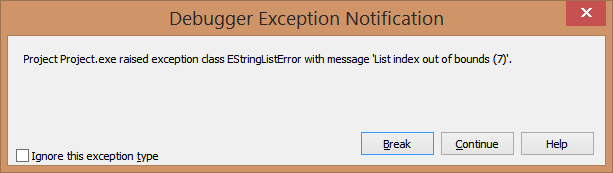 Debugger Exception Notification
Project Project.exe raised exception class EStringListError with message 'List index out of bounds (7)'.
Break Continue Help
Ignore this exception type